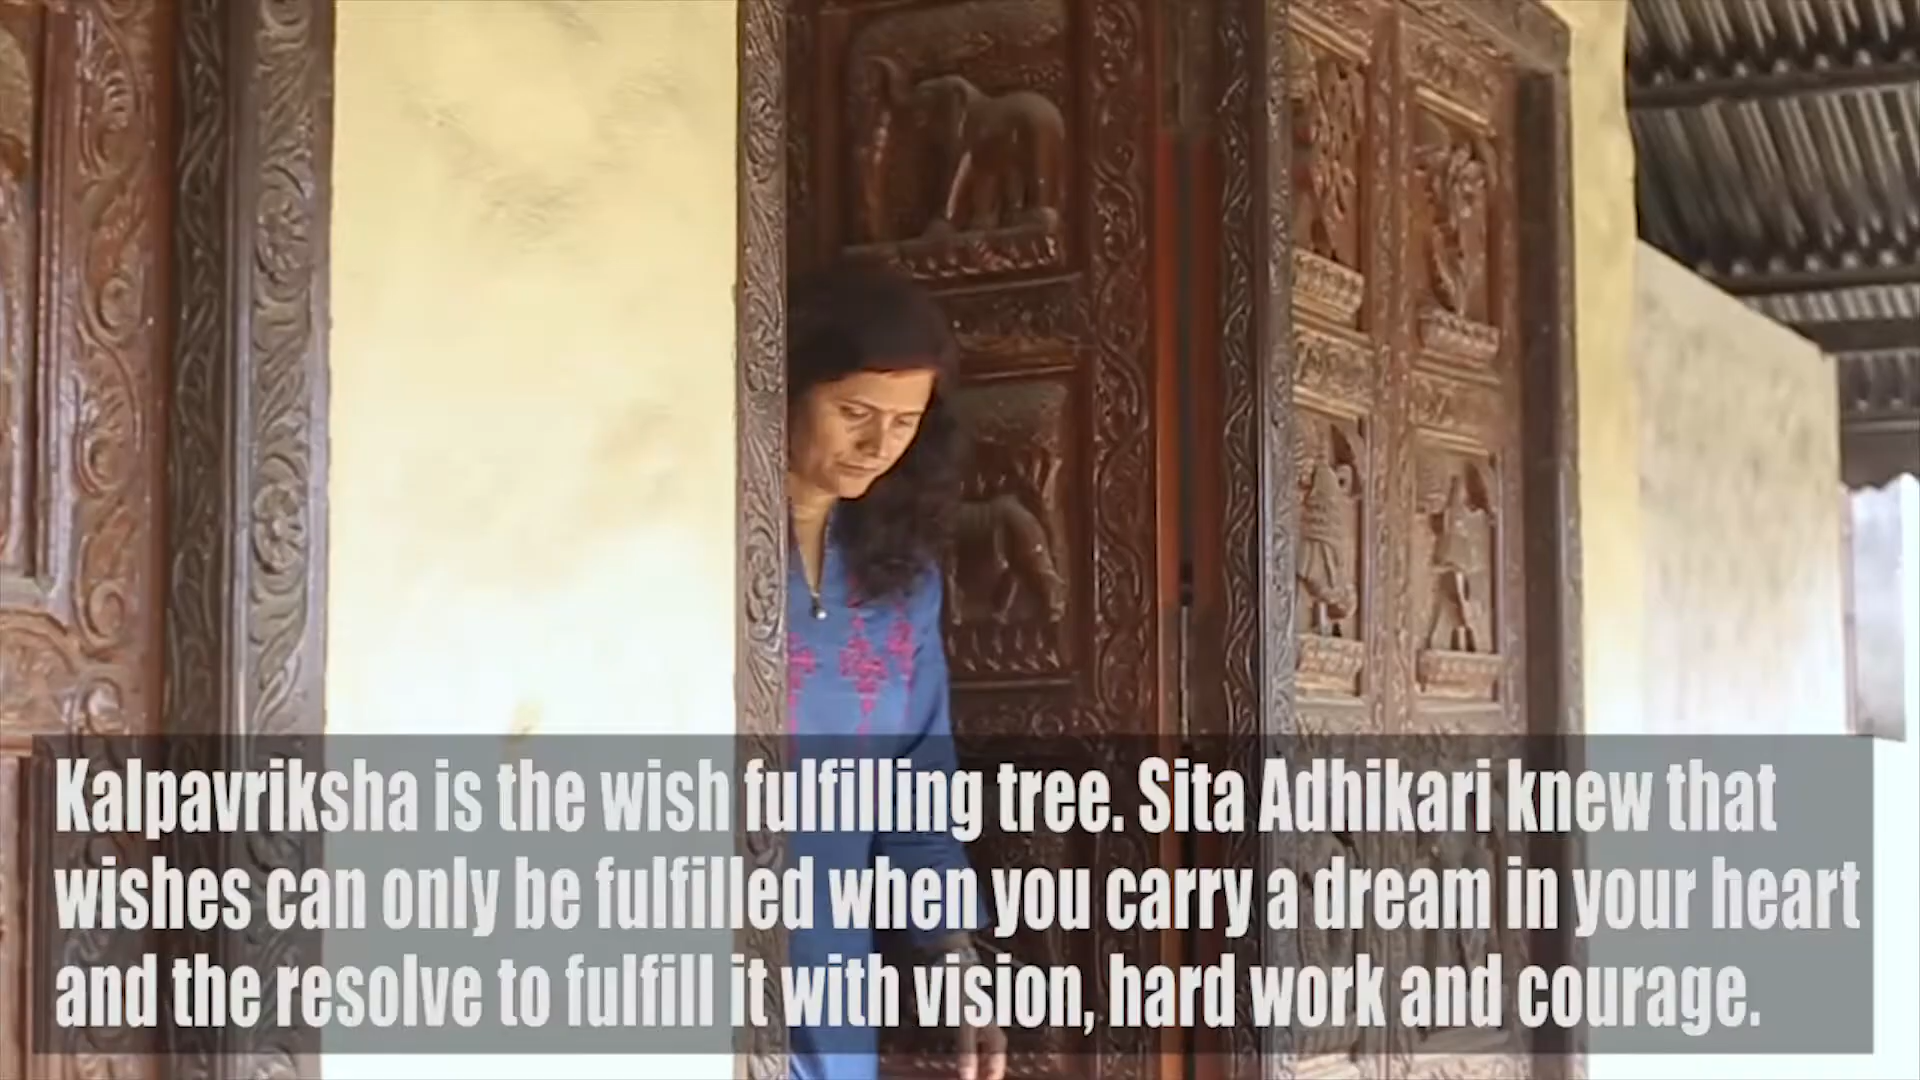 Kalpavriksha is the wish fulfilling tree. Sita Adhikari knew that
wishes can only be fulfilled when you carry a dream in your heart
and the resolve to fulfill it with vision, hard work and courage.